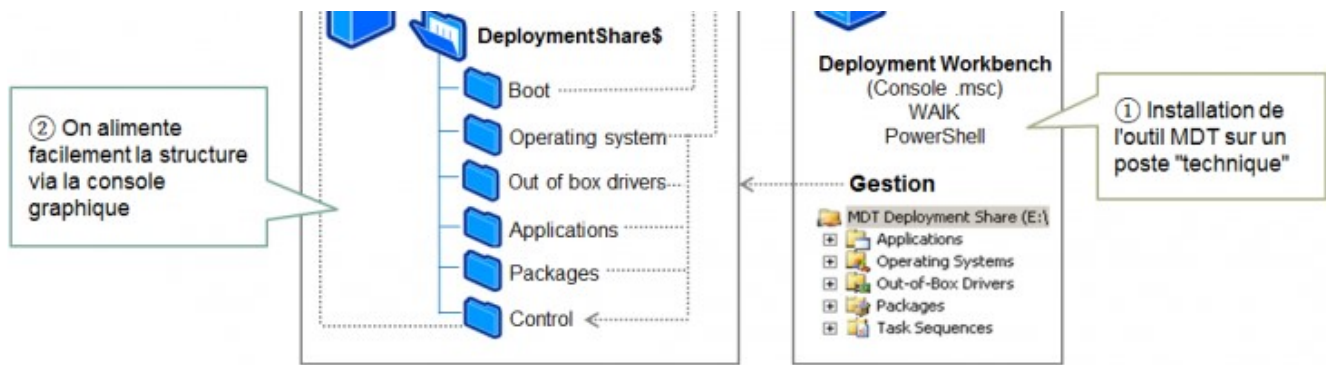 ② On alimente
facilement la structure
via la console
graphique
DeploymentShare$
Boot
Operating system
Out of box drivers
Applications
Packages
Control
Deployment Workbench
(Console .msc)
WAIK
PowerShell
Gestion
MDT Deployment Share (E:\
Applications
Operating Systems
Out-of-Box Drivers
Packages
Task Sequences
① Installation de
l'outil MDT sur un
poste "technique"